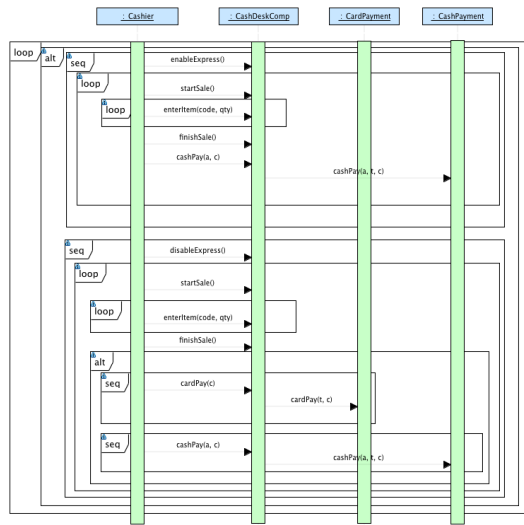 : Cashier
: CashDeskComp
: CardPayment
: CashPayment
loop
alt
seq
enableExpress()
loop
startSale()
loop
enterItem(code, qty)
finishSale()
cashPay(a, c)
cashPay(a, t, c)
seq
disableExpress()
loop
startSale()
loop
enterItem(code, qty)
finishSale()
alt
seq
cardPay(c)
cardPay(t, c)
seq
cashPay(a, c)
cashPay(a, t, c)